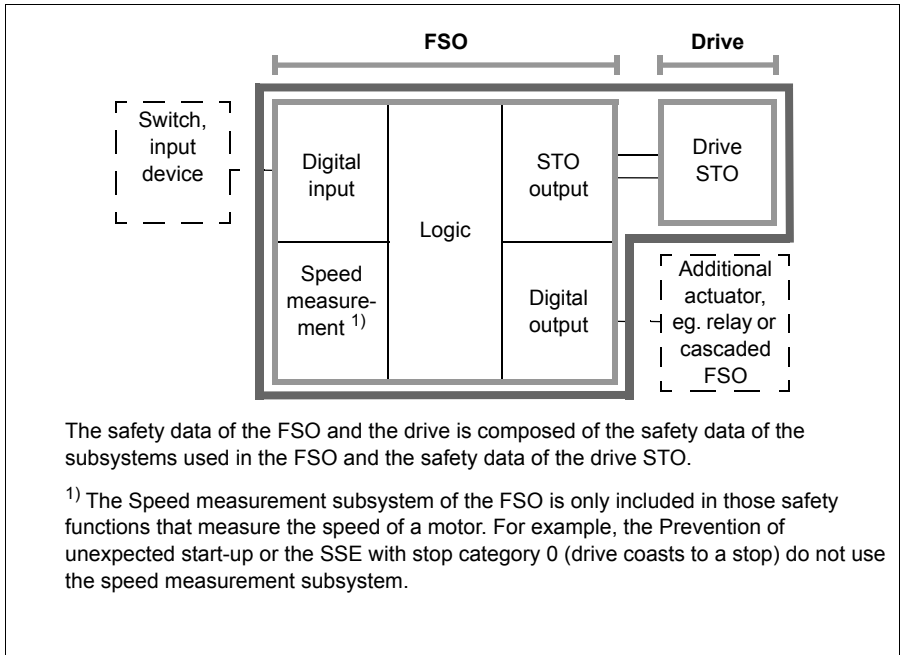 FSO
Drive
Switch,
input
device
Digital
input
Logic
STO
output
Drive
STO
Speed
measure-
ment 1)
Digital
output
Additional
actuator,
eg. relay or
cascaded
FSO
The safety data of the FSO and the drive is composed of the safety data of the
subsystems used in the FSO and the safety data of the drive STO.
1) The Speed measurement subsystem of the FSO is only included in those safety
functions that measure the speed of a motor. For example, the Prevention of
unexpected start-up or the SSE with stop category 0 (drive coasts to a stop) do not use
the speed measurement subsystem.